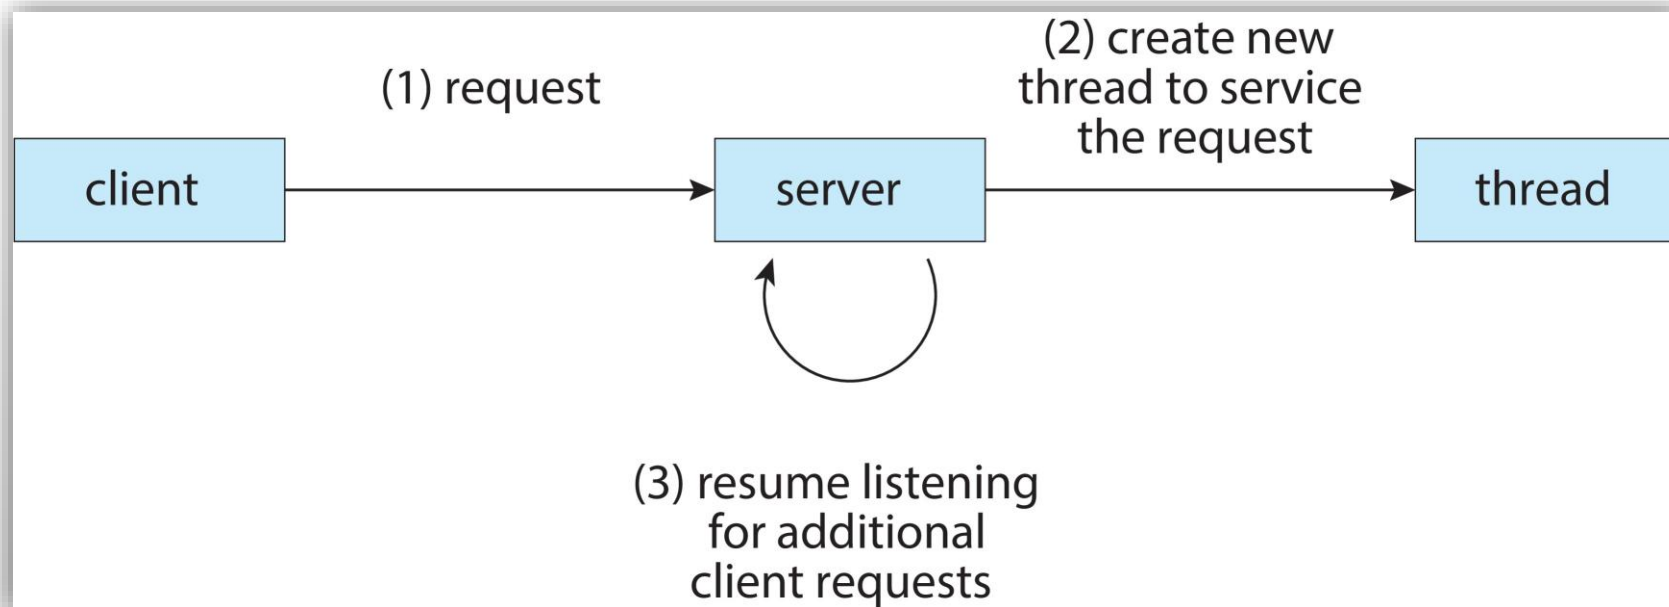 (1) request
(2) create new
thread to service
the request
client
server
thread
(3) resume listening
for additional
client requests